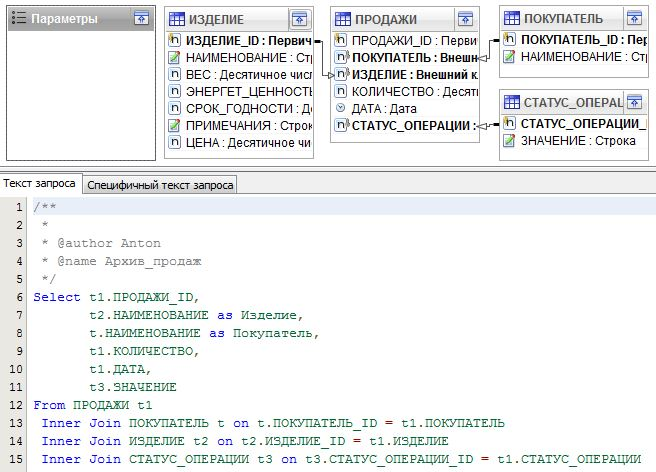 Параметры
ИЗДЕЛИЕ
ИЗДЕЛИЕ_ID : Первич
НАИМЕНОВАНИЕ : Стр
ВЕС : Десятичное числ
ЭНЕРГЕТ_ЦЕННОСТЬ
СРОК_ГОДНОСТИ : Д
ПРИМЕЧАНИЯ : Строк
ЦЕНА : Десятичное чи
ПРОДАЖИ
ПРОДАЖИ_ID : Перви
ПОКУПАТЕЛЬ : Внешн
ИЗДЕЛИЕ : Внешний к
КОЛИЧЕСТВО : Десят
ДАТА : Дата
СТАТУС_ОПЕРАЦИИ :
ПОКУПАТЕЛЬ
ПОКУПАТЕЛЬ_ID : Пер
НАИМЕНОВАНИЕ : Стр
СТАТУС_ОПЕРАЦ
СТАТУС_ОПЕРАЦИИ_
ЗНАЧЕНИЕ : Строка
Текст запроса Специфичный текст запроса
1 /**
2 *
3 * @author Anton
4 * @name Архив_продаж
5 */
6 Select t1.ПРОДАЖИ_ID,
7 t2.НАИМЕНОВАНИЕ as Изделие,
8 t.НАИМЕНОВАНИЕ as Покупатель,
9 t1.КОЛИЧЕСТВО,
10 t1.ДАТА,
11 t3.ЗНАЧЕНИЕ
12 From ПРОДАЖИ t1
13 Inner Join ПОКУПАТЕЛЬ t on t.ПОКУПАТЕЛЬ_ID = t1.ПОКУПАТЕЛЬ
14 Inner Join ИЗДЕЛИЕ t2 on t2.ИЗДЕЛИЕ_ID = t1.ИЗДЕЛИЕ
15 Inner Join СТАТУС_ОПЕРАЦИИ t3 on t3.СТАТУС_ОПЕРАЦИИ_ID = t1.СТАТУС_ОПЕРАЦИИ